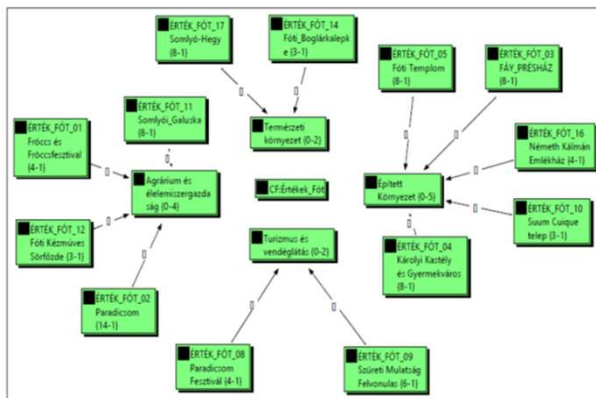 ÉRTÉK_FÓT_17
Somlyó-Hegy
{8-1}
ÉRTÉK_FÓT_14
Fóti_Boglárkalepk
e {3-1}
ÉRTÉK_FÓT_05
Fóti Templom
{8-1}
ÉRTÉK_FÓT_03
FÁY_PRÉSHÁZ
{8-1}
ÉRTÉK_FÓT_11
Somlyói_Galuska
{8-1}
ÉRTÉK_FÓT_01
Fröccs és
Fröccsfesztivál
{4-1}
Természeti
környezet {0-2}
ÉRTÉK_FÓT_16
Németh Kálmán
Emlékház {4-1}
Agrárium és
élelemiszergazda
ság {0-4}
CF:Értékek_Fót
Épített
Környezet {0-5}
ÉRTÉK_FÓT_12
Fóti Kézműves
Sörfőzde {3-1}
Turizmus és
vendéglátás {0-2}
ÉRTÉK_FÓT_10
Suum Cuique
telep {3-1}
ÉRTÉK_FÓT_04
Károlyi Kastély
és Gyermekváros
{8-1}
ÉRTÉK_FÓT_02
Paradicsom
{14-1}
ÉRTÉK_FÓT_08
Paradicsom
Fesztivál {4-1}
ÉRTÉK_FÓT_09
Szüreti Mulatság
Felvonulas {6-1}